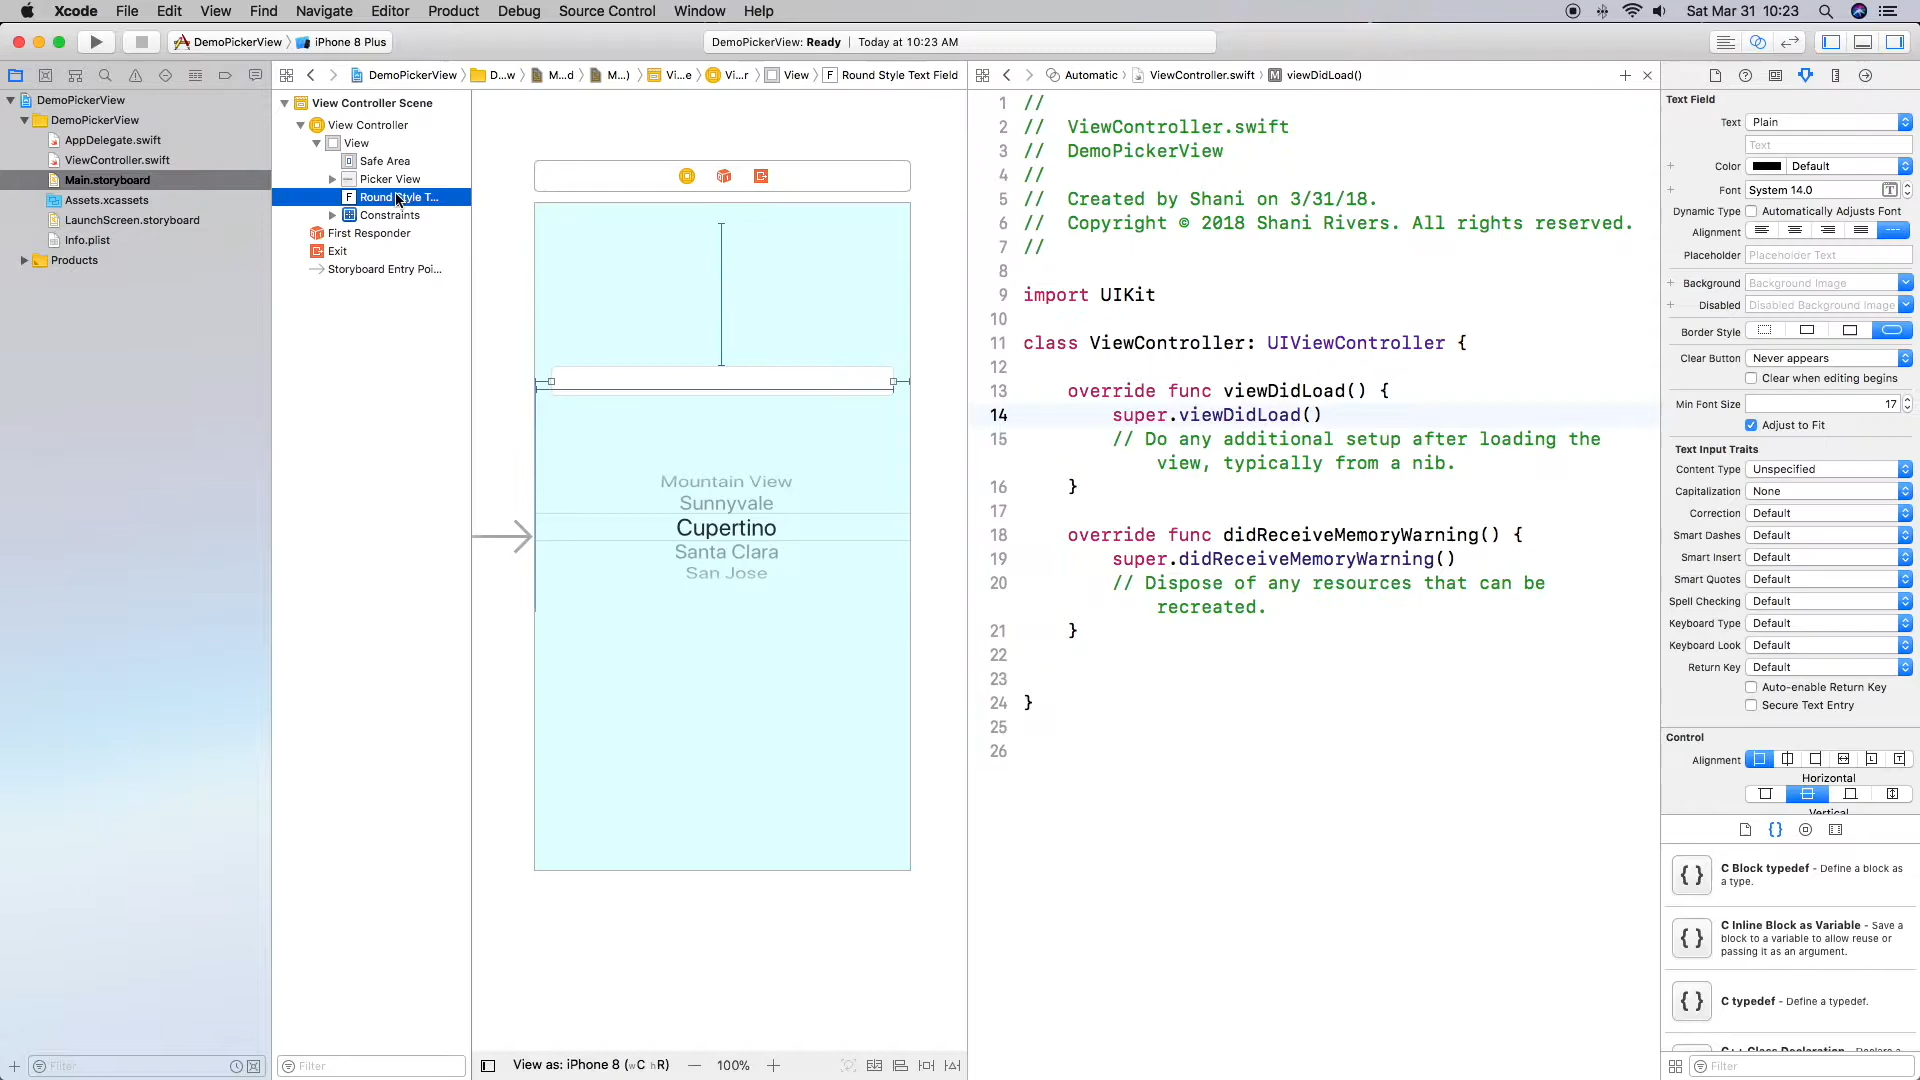 Xcode File Edit View Find Navigate Editor Product Debug Source Control Window Help
Sat Mar 31 10:23
DemoPickerView iPhone 8 Plus
DemoPickerView: Ready | Today at 10:23 AM
DemoPickerView D...w M...d M...) Vi...e Vi...r View F Round Style Text Field
Automatic ViewController.swift M viewDidLoad()
DemoPickerView
DemoPickerView
AppDelegate.swift
ViewController.swift
Main.storyboard
Assets.xcassets
LaunchScreen.storyboard
Info.plist
Products
Filter
View Controller Scene
View Controller
View
Safe Area
Picker View
F Round Style T...
Constraints
First Responder
Exit
Storyboard Entry Poi...
Filter
Mountain View
Sunnyvale
Cupertino
Santa Clara
San Jose
View as: iPhone 8 (wC hR) — 100% +
1 //
2 // ViewController.swift
3 // DemoPickerView
4 //
5 // Created by Shani on 3/31/18.
6 // Copyright © 2018 Shani Rivers. All rights reserved.
7 //
8
9 import UIKit
10
11 class ViewController: UIViewController {
12
13 override func viewDidLoad() {
14 super.viewDidLoad()
15 // Do any additional setup after loading the
view, typically from a nib.
16 }
17
18 override func didReceiveMemoryWarning() {
19 super.didReceiveMemoryWarning()
20 // Dispose of any resources that can be
recreated.
21 }
22
23
24 }
25
26
Text Field
Text Plain
Text
Color Default
Font System 14.0
Dynamic Type Automatically Adjusts Font
Alignment
Placeholder Placeholder Text
Background Background Image
Disabled Disabled Background Image
Border Style
Clear Button Never appears
Clear when editing begins
Min Font Size 17
Adjust to Fit
Text Input Traits
Content Type Unspecified
Capitalization None
Correction Default
Smart Dashes Default
Smart Insert Default
Smart Quotes Default
Spell Checking Default
Keyboard Type Default
Keyboard Look Default
Return Key Default
Auto-enable Return Key
Secure Text Entry
Control
Alignment
Horizontal
Vertical
{ } C Block typedef - Define a block as
a type.
{ } C Inline Block as Variable - Save a
block to a variable to allow reuse or
passing it as an argument.
{ } C typedef - Define a typedef.
Filter